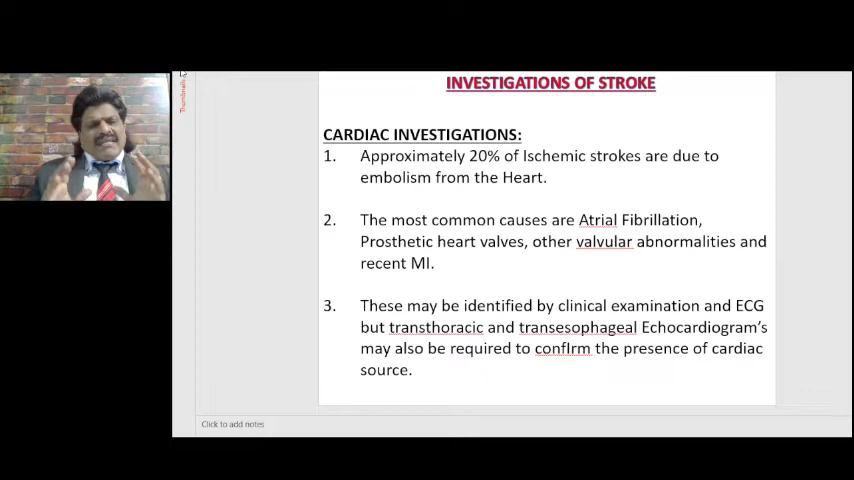 Thumbnails
INVESTIGATIONS OF STROKE
CARDIAC INVESTIGATIONS:
1. Approximately 20% of Ischemic strokes are due to
embolism from the Heart.
2. The most common causes are Atrial Fibrillation,
Prosthetic heart valves, other valvular abnormalities and
recent MI.
3. These may be identified by clinical examination and ECG
but transthoracic and transesophageal Echocardiogram's
may also be required to confIrm the presence of cardiac
source.
Click to add notes